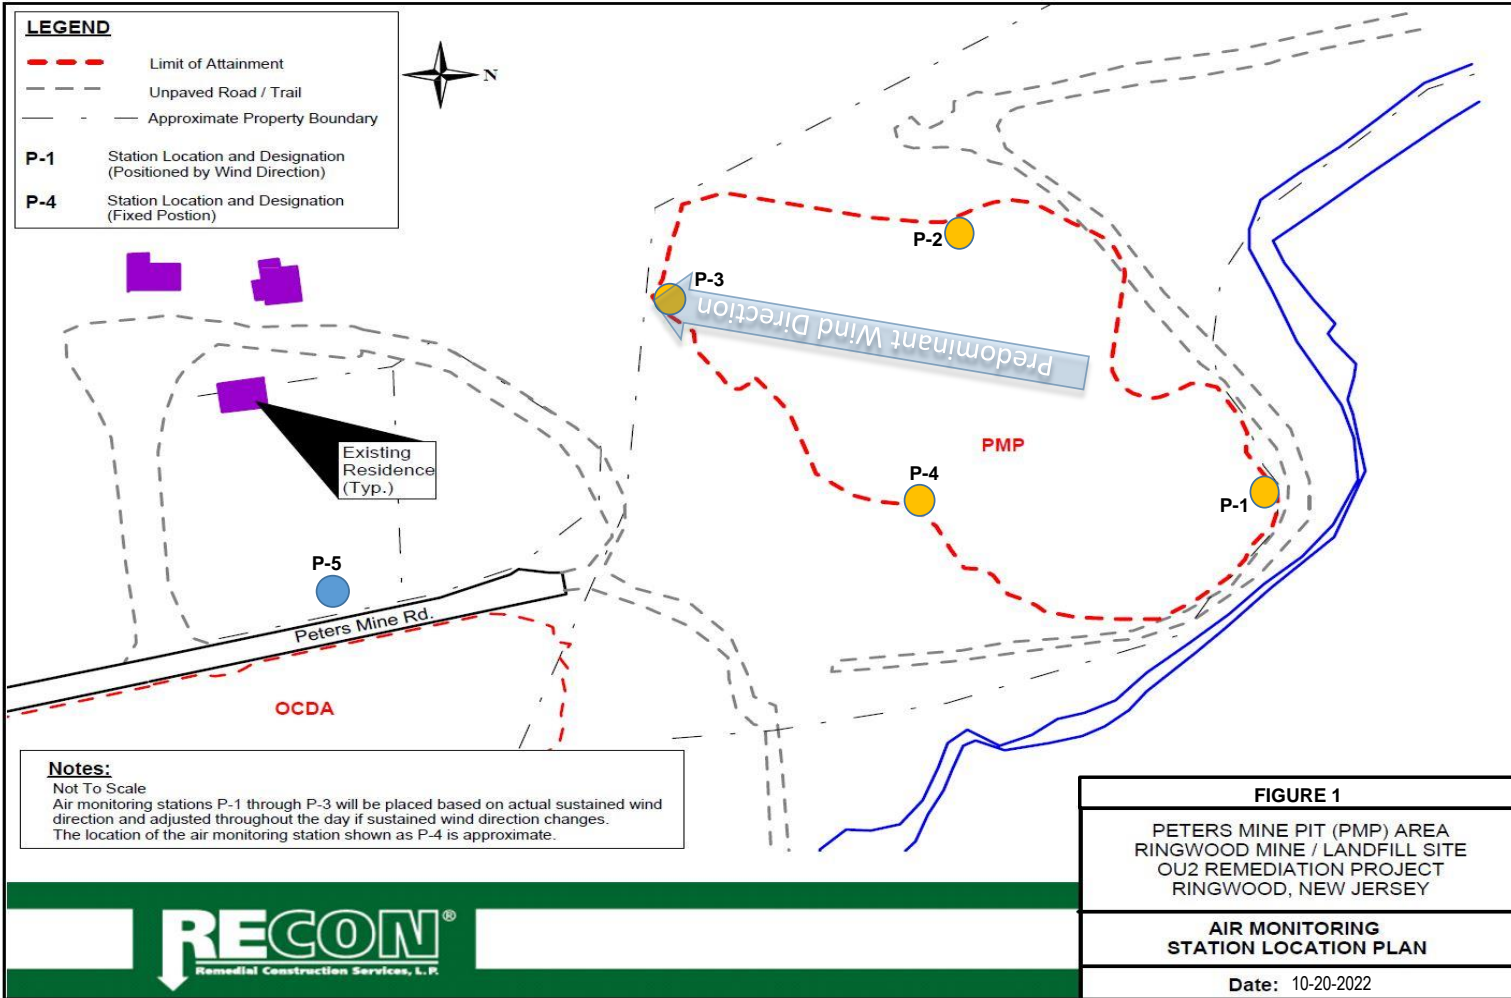 LEGEND
Limit of Attainment
Unpaved Road / Trail
Approximate Property Boundary
P-1 Station Location and Designation
(Positioned by Wind Direction)
P-4 Station Location and Designation
(Fixed Postion)
N
P-2
P-3
Predominant Wind Direction
PMP
P-4
P-1
Existing
Residence
(Typ.)
P-5
Peters Mine Rd.
OCDA
Notes:
Not To Scale
Air monitoring stations P-1 through P-3 will be placed based on actual sustained wind
direction and adjusted throughout the day if sustained wind direction changes.
The location of the air monitoring station shown as P-4 is approximate.
RECON®
Remedial Construction Services, L.P.
FIGURE 1
PETERS MINE PIT (PMP) AREA
RINGWOOD MINE / LANDFILL SITE
OU2 REMEDIATION PROJECT
RINGWOOD, NEW JERSEY
AIR MONITORING
STATION LOCATION PLAN
Date: 10-20-2022